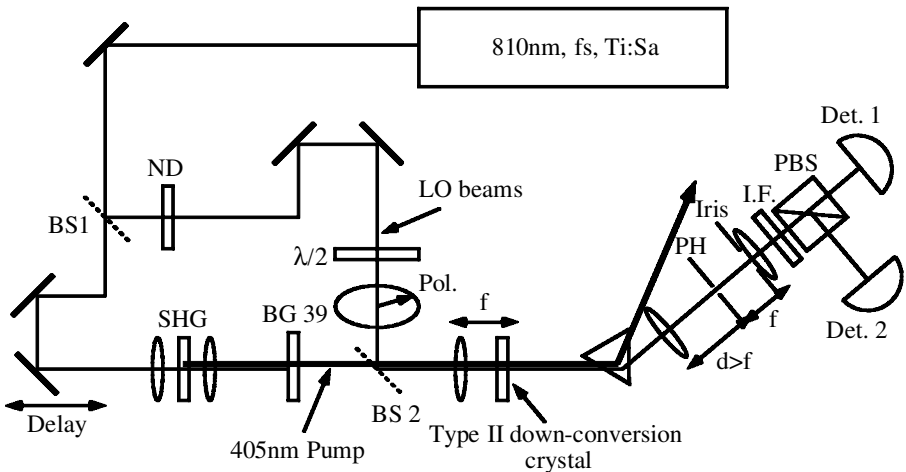 810nm, fs, Ti:Sa
Det. 1
PBS
ND
I.F.
LO beams
Iris
BS1
PH
λ/2
Pol.
SHG
BG 39
f
f
Det. 2
d>f
BS 2
Delay
405nm Pump
Type II down-conversion
crystal